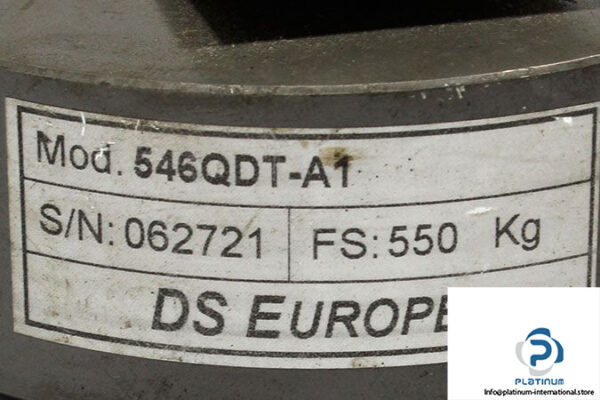 Mod. 546QDT-A1
S/N: 062721 FS: 550 Kg
DS EUROPE
PLATINUM
info@platinum-international.store